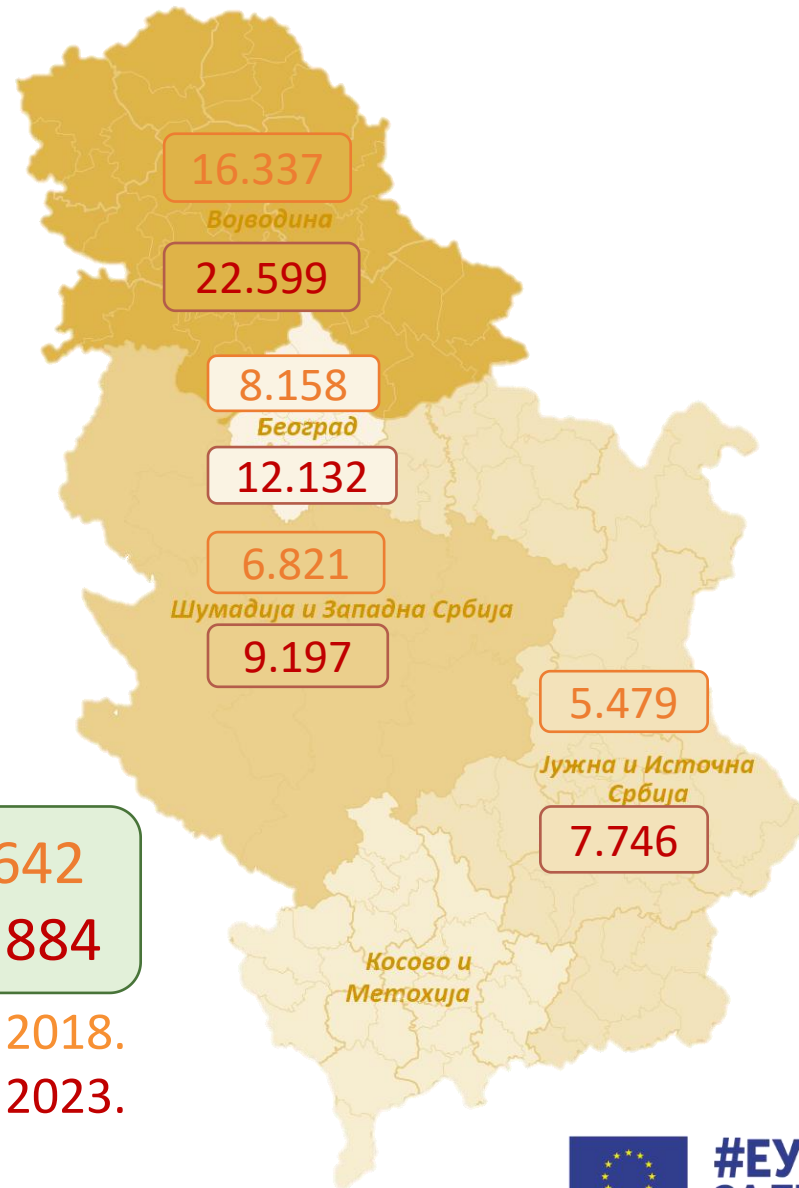 16.337
Војводина
22.599
8.158
Београд
12.132
6.821
Шумадија и Западна Србија
9.197
5.479
Јужна и Источна
Србија
7.746
642
884
Косово и
Метохија
2018.
2023.
#ЕУ